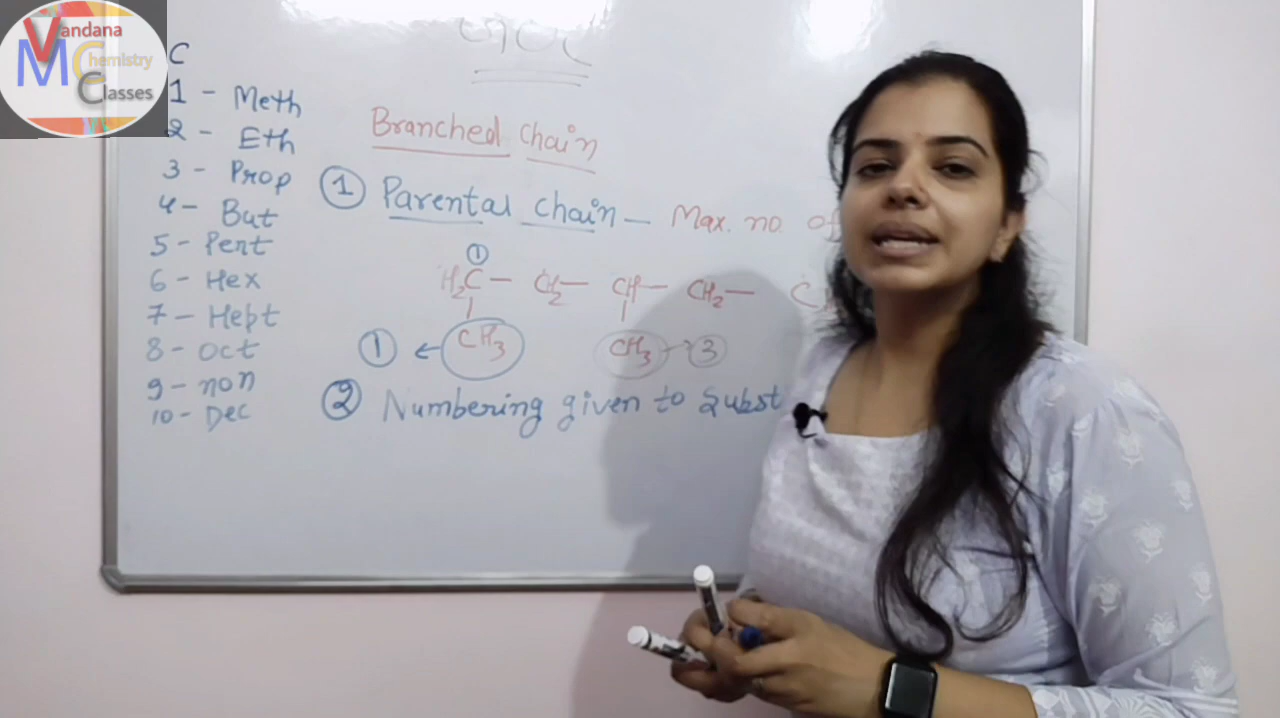 Vandana
Chemistry
Classes
C
1 - Meth
2 - Eth
3 - Prop
4 - But
5 - Pent
6 - Hex
7 - Hept
8 - Oct
9 - non
10 - Dec
Branched Chain
① Parental chain - Max. no. of
①
H₂C - CH₂ - CH - CH₂ - C
① ← CH₃ CH₃ → 3
② Numbering given to Subst